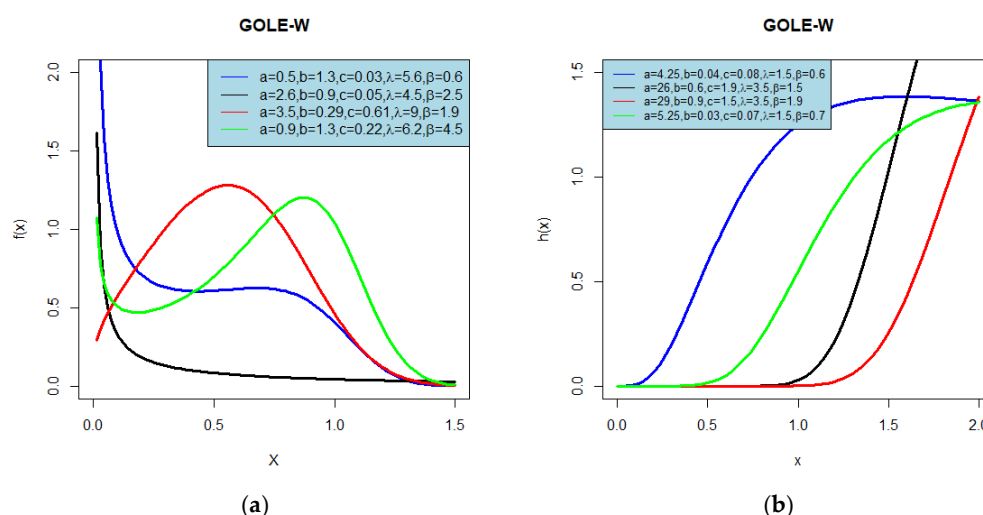 GOLE-W
a=0.5,b=1.3,c=0.03,λ=5.6,β=0.6
a=2.6,b=0.9,c=0.05,λ=4.5,β=2.5
a=3.5,b=0.29,c=0.61,λ=9,β=1.9
a=0.9,b=1.3,c=0.22,λ=6.2,β=4.5
f(x)
2.0
1.5
1.0
0.5
0.0
0.0 0.5 1.0 1.5
X
(a)
GOLE-W
a=4.25,b=0.04,c=0.08,λ=1.5,β=0.6
a=26,b=0.6,c=1.9,λ=3.5,β=1.5
a=29,b=0.9,c=1.5,λ=3.5,β=1.9
a=5.25,b=0.03,c=0.07,λ=1.5,β=0.7
h(x)
1.5
1.0
0.5
0.0
0.0 0.5 1.0 1.5 2.0
x
(b)